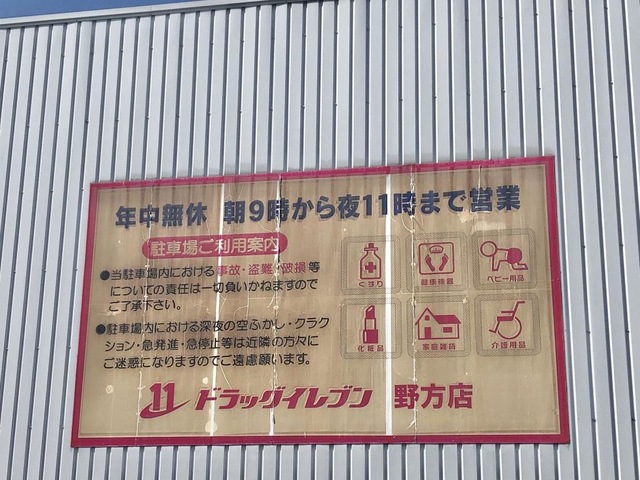 年中無休 朝9時から夜11時まで営業
駐車場ご利用案内
●当駐車場内における事故・盗難・破損等
についての責任は一切負いかねますので
ご了承下さい。
●駐車場内における深夜の空ふかし・クラク
ション・急発進・急停止等は近隣の方々に
ご迷惑になりますのでご遠慮願います。
くすり
健康機器
ベビー用品
化粧品
家庭雑貨
介護用品
11 ドラッグイレブン 野方店